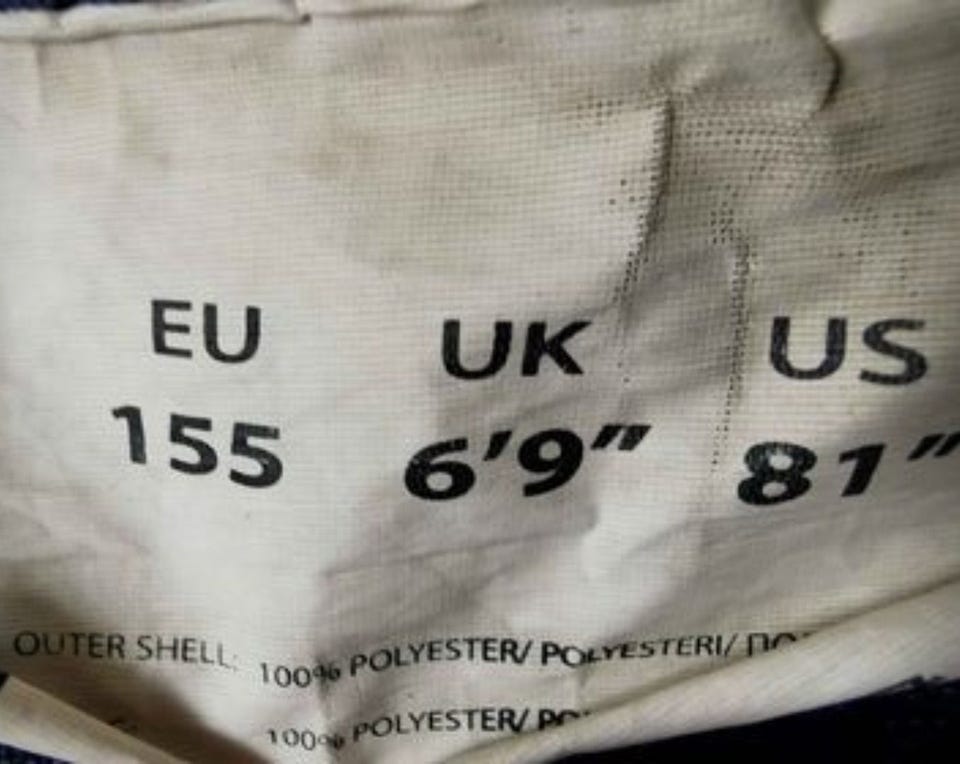 EU UK US
155 6'9" 81"
OUTER SHELL: 100% POLYESTER/ POLYESTERI/
100% POLYESTER/